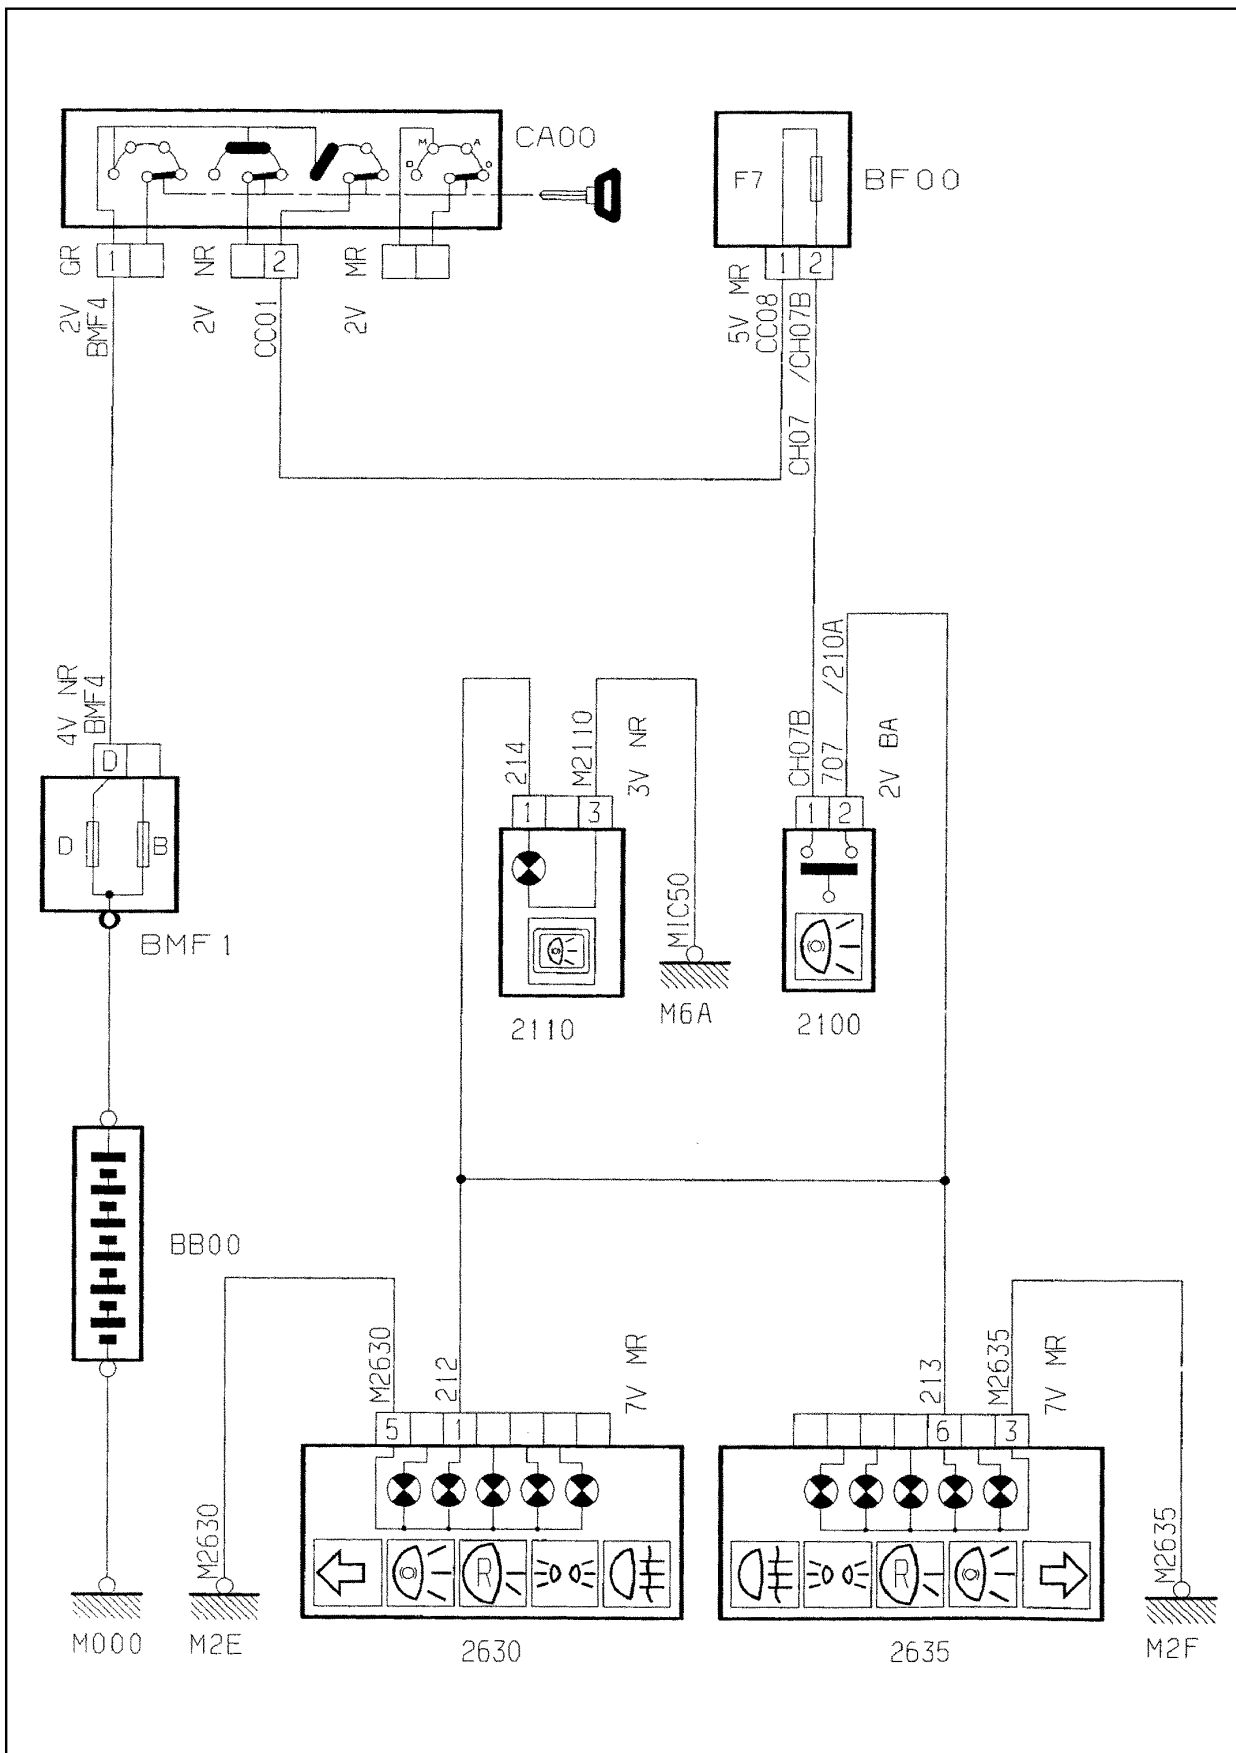 CA00
M
A
F7
BF00
1
2
1
2
2V GR
BMF4
2V NR
CC01
2V MR
5V MR
CC08
CH07 /CH07B
4V NR
BMF4
D
D
B
BMF1
214
M2110
3V NR
1
3
2110
MIC50
M6A
CH07B
707 /210A
2V BA
1
2
2100
BB00
M000
M2630
212
7V MR
5
1
R
2630
M2630
M2E
213
M2635
7V MR
6
3
R
2635
M2635
M2F